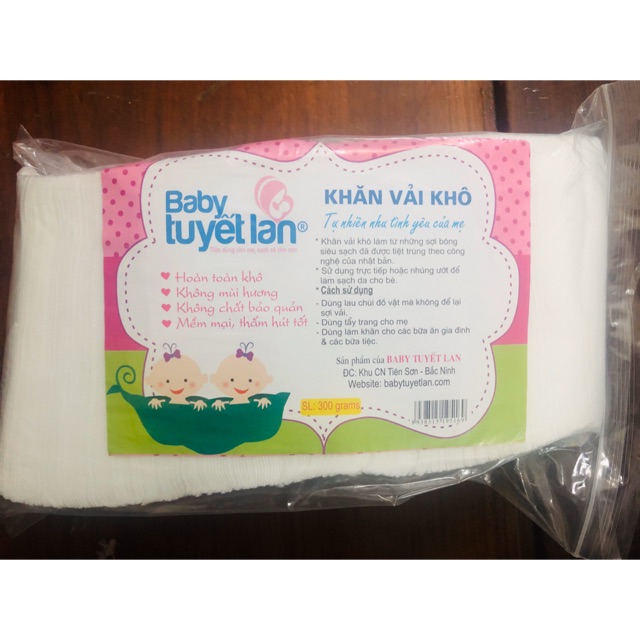 Baby
tuyết lan®
KHĂN VẢI KHÔ
Tự nhiên như tình yêu của mẹ
* Khăn vải khô làm từ những sợi bông
siêu sạch đã được tiệt trùng theo công
nghệ của nhật bản.
* Sử dụng trực tiếp hoặc nhúng ướt để
làm sạch da cho bé.
* Cách sử dụng
- Dùng lau chùi đồ vật mà không để lại
sợi vải.
- Dùng tẩy trang cho mẹ
- Dùng làm khăn cho các bữa ăn gia đình
& các bữa tiệc.
Hoàn toàn khô
Không mùi hương
Không chất bảo quản
Mềm mại, thấm hút tốt
Sản phẩm của BABY TUYẾT LAN
ĐC: Khu CN Tiên Sơn - Bắc Ninh
Website: babytuyetlan.com
SL: 300 grams